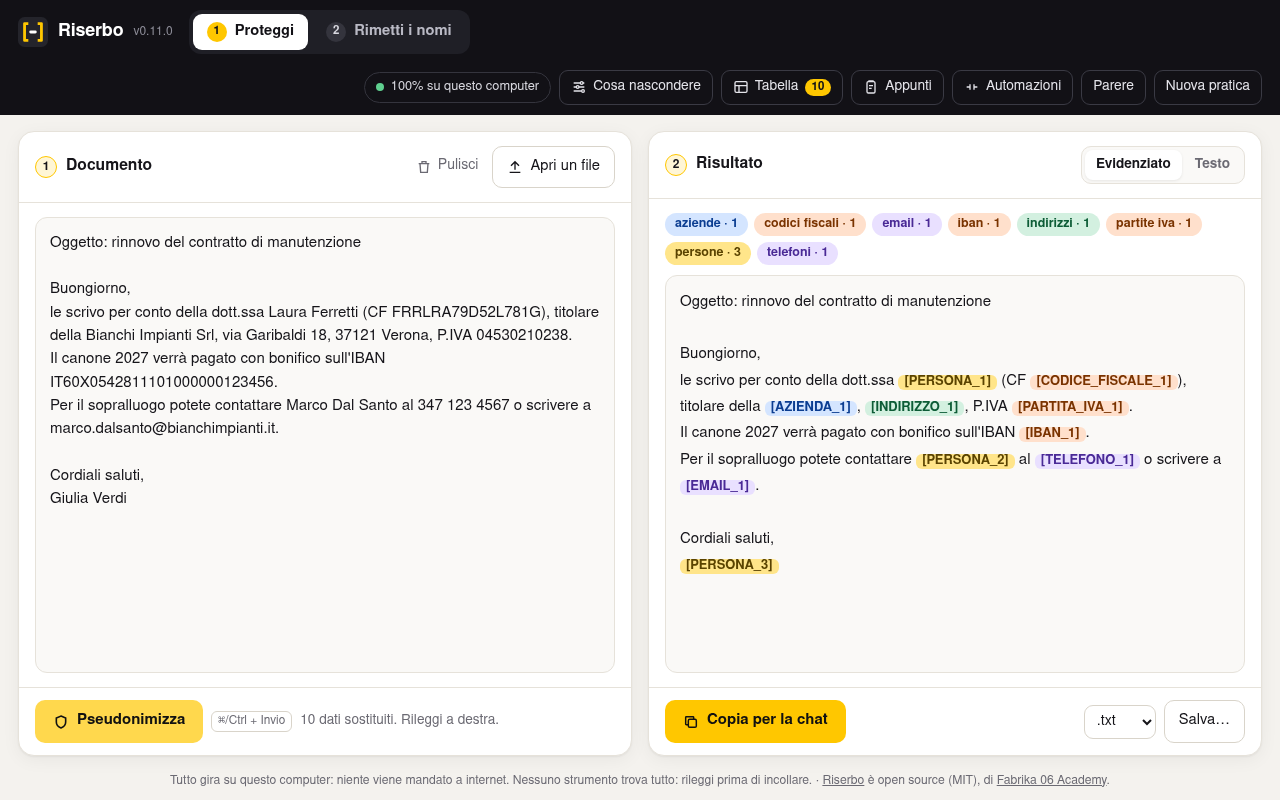 [-] Riserbo v0.11.0 1 Proteggi 2 Rimetti i nomi
100% su questo computer Cosa nascondere Tabella 10 Appunti Automazioni Parere Nuova pratica
1 Documento Pulisci Apri un file
Oggetto: rinnovo del contratto di manutenzione
Buongiorno,
le scrivo per conto della dott.ssa Laura Ferretti (CF FRRLRA79D52L781G), titolare
della Bianchi Impianti Srl, via Garibaldi 18, 37121 Verona, P.IVA 04530210238.
Il canone 2027 verrà pagato con bonifico sull'IBAN
IT60X0542811101000000123456.
Per il sopralluogo potete contattare Marco Dal Santo al 347 123 4567 o scrivere a
marco.dalsanto@bianchimpianti.it.
Cordiali saluti,
Giulia Verdi
Pseudonimizza ⌘/Ctrl + Invio 10 dati sostituiti. Rileggi a destra.
2 Risultato Evidenziato Testo
aziende · 1 codici fiscali · 1 email · 1 iban · 1 indirizzi · 1 partite iva · 1
persone · 3 telefoni · 1
Oggetto: rinnovo del contratto di manutenzione
Buongiorno,
le scrivo per conto della dott.ssa [PERSONA_1] (CF [CODICE_FISCALE_1]),
titolare della [AZIENDA_1], [INDIRIZZO_1], P.IVA [PARTITA_IVA_1].
Il canone 2027 verrà pagato con bonifico sull'IBAN [IBAN_1].
Per il sopralluogo potete contattare [PERSONA_2] al [TELEFONO_1] o scrivere a
[EMAIL_1].
Cordiali saluti,
[PERSONA_3]
Copia per la chat .txt Salva…
Tutto gira su questo computer: niente viene mandato a internet. Nessuno strumento trova tutto: rileggi prima di incollare. · Riserbo è open source (MIT), di Fabrika 06 Academy.